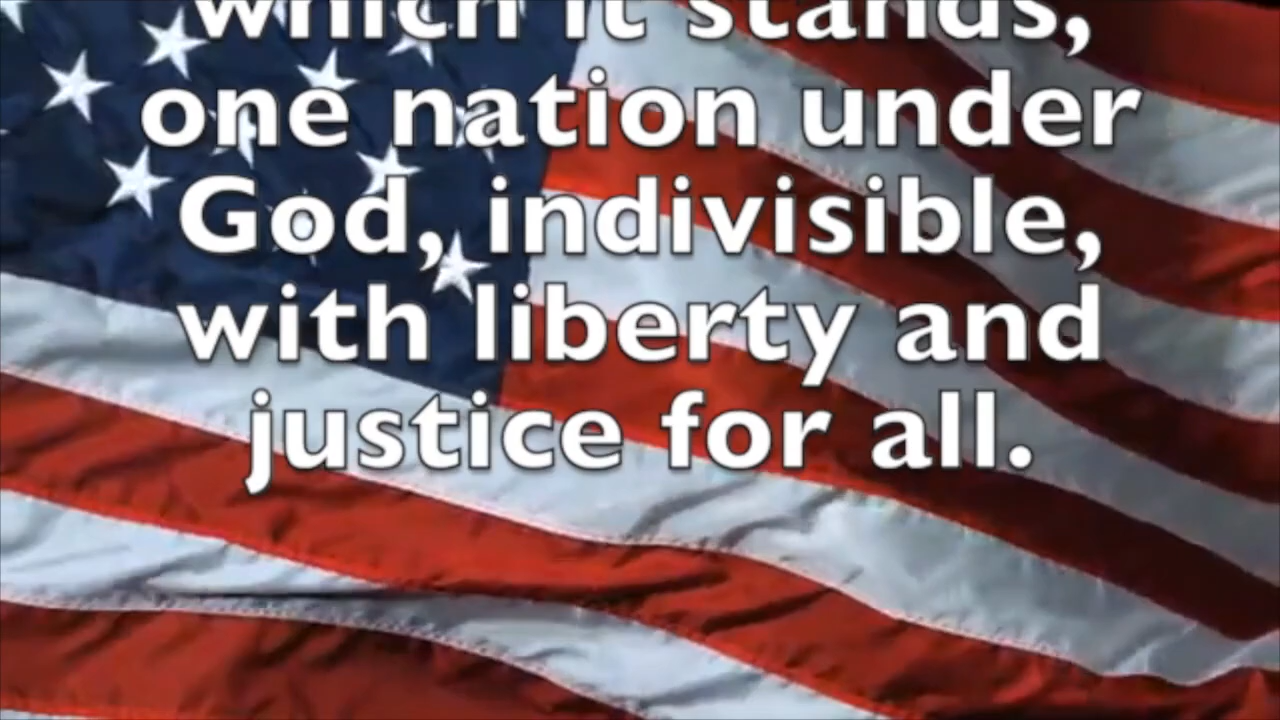 which it stands,
one nation under
God, indivisible,
with liberty and
justice for all.